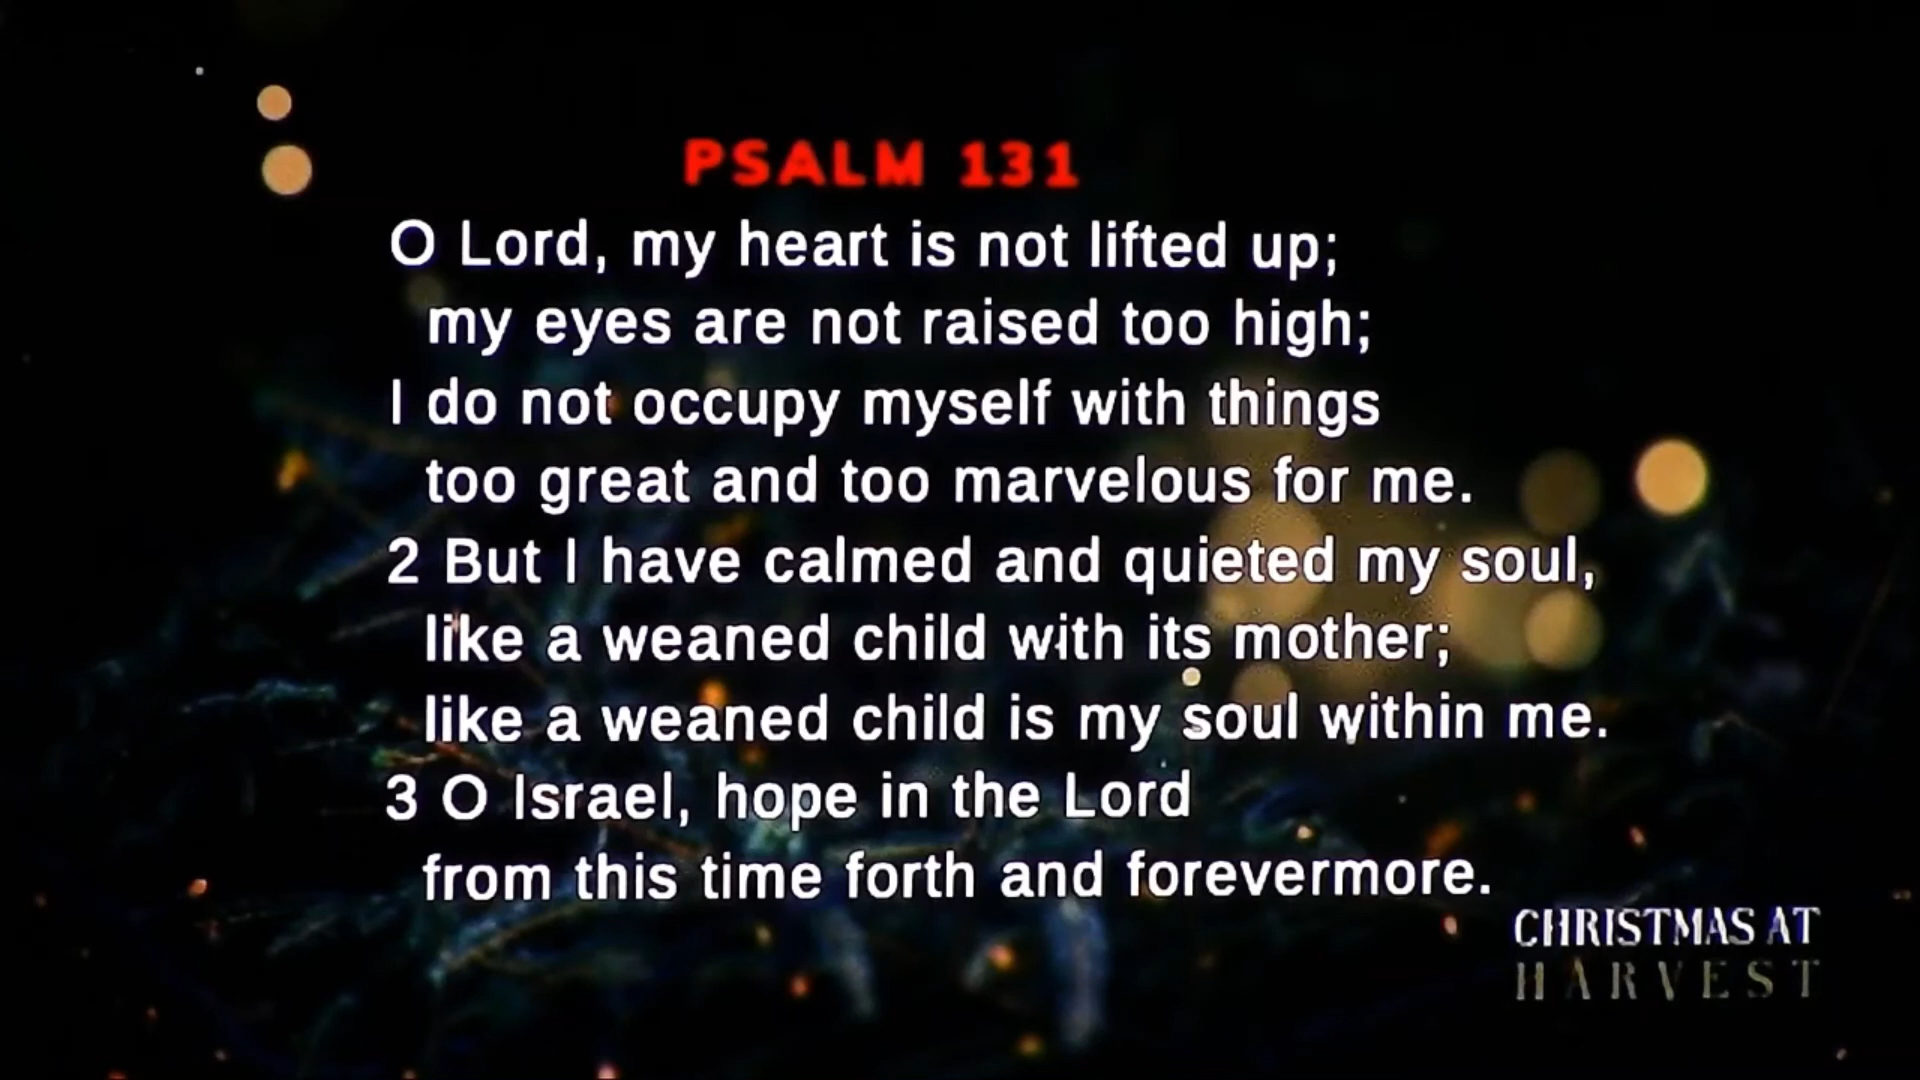 PSALM 131
O Lord, my heart is not lifted up;
my eyes are not raised too high;
I do not occupy myself with things
too great and too marvelous for me.
2 But I have calmed and quieted my soul,
like a weaned child with its mother;
like a weaned child is my soul within me.
3 O Israel, hope in the Lord
from this time forth and forevermore.
CHRISTMAS AT
HARVEST